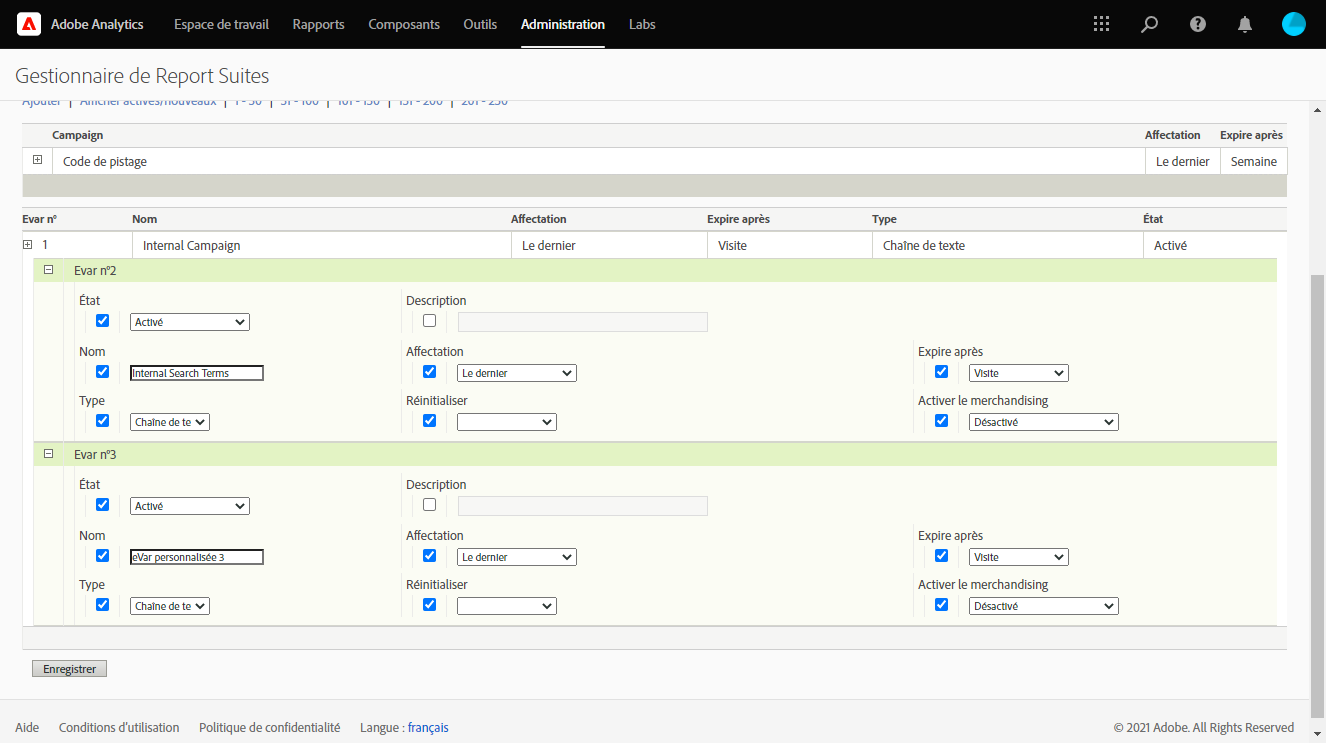 Adobe Analytics Espace de travail Rapports Composants Outils Administration Labs
Gestionnaire de Report Suites
Ajouter | Afficher activés/nouveaux | 1 - 50 | 51 - 100 | 101 - 150 | 151 - 200 | 201 - 250
Campaign Affectation Expire après
Code de pistage Le dernier Semaine
Evar n° Nom Affectation Expire après Type État
1 Internal Campaign Le dernier Visite Chaîne de texte Activé
Evar n°2
État Description
Activé
Nom Affectation Expire après
Internal Search Terms Le dernier Visite
Type Réinitialiser Activer le merchandising
Chaîne de te Désactivé
Evar n°3
État Description
Activé
Nom Affectation Expire après
eVar personnalisée 3 Le dernier Visite
Type Réinitialiser Activer le merchandising
Chaîne de te Désactivé
Enregistrer
Aide Conditions d'utilisation Politique de confidentialité Langue : français © 2021 Adobe. All Rights Reserved